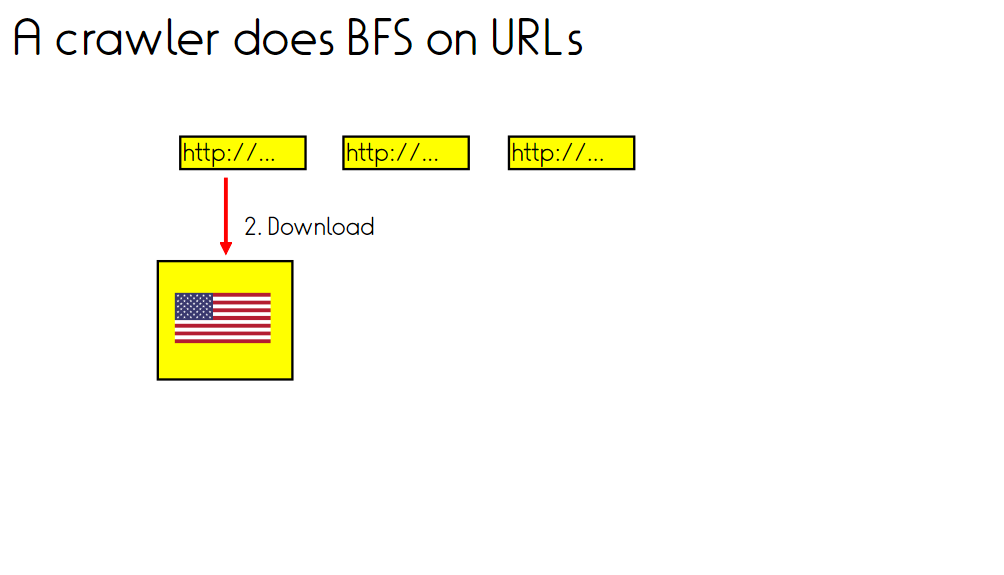 A crawler does BFS on URLs
http://... http://... http://...
2. Download